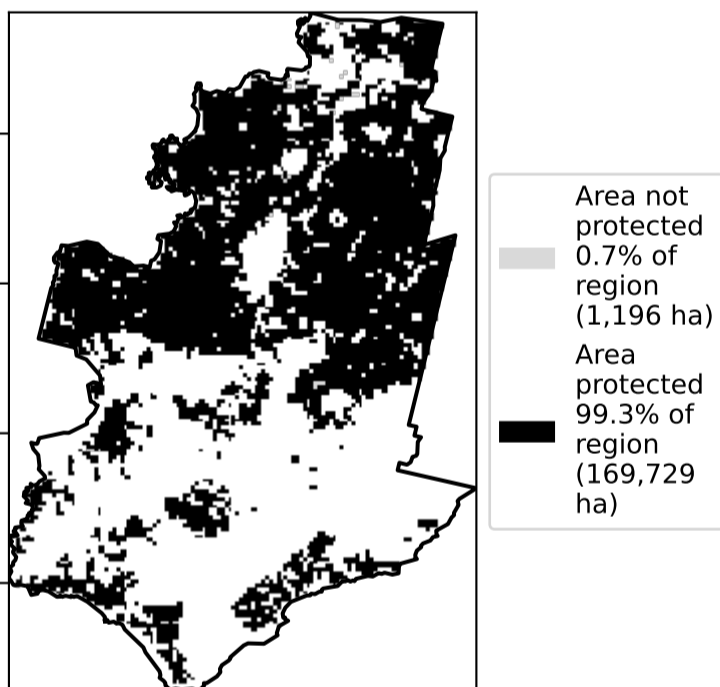 Area not
protected
0.7% of
region
(1,196 ha)
Area
protected
99.3% of
region
(169,729
ha)